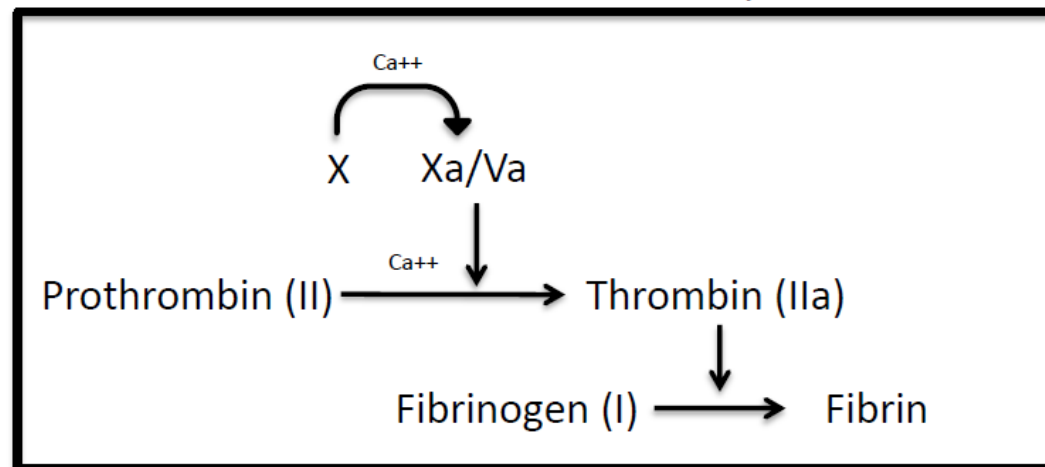 Ca++
X Xa/Va
Ca++
Prothrombin (II) Thrombin (IIa)
Fibrinogen (I) Fibrin